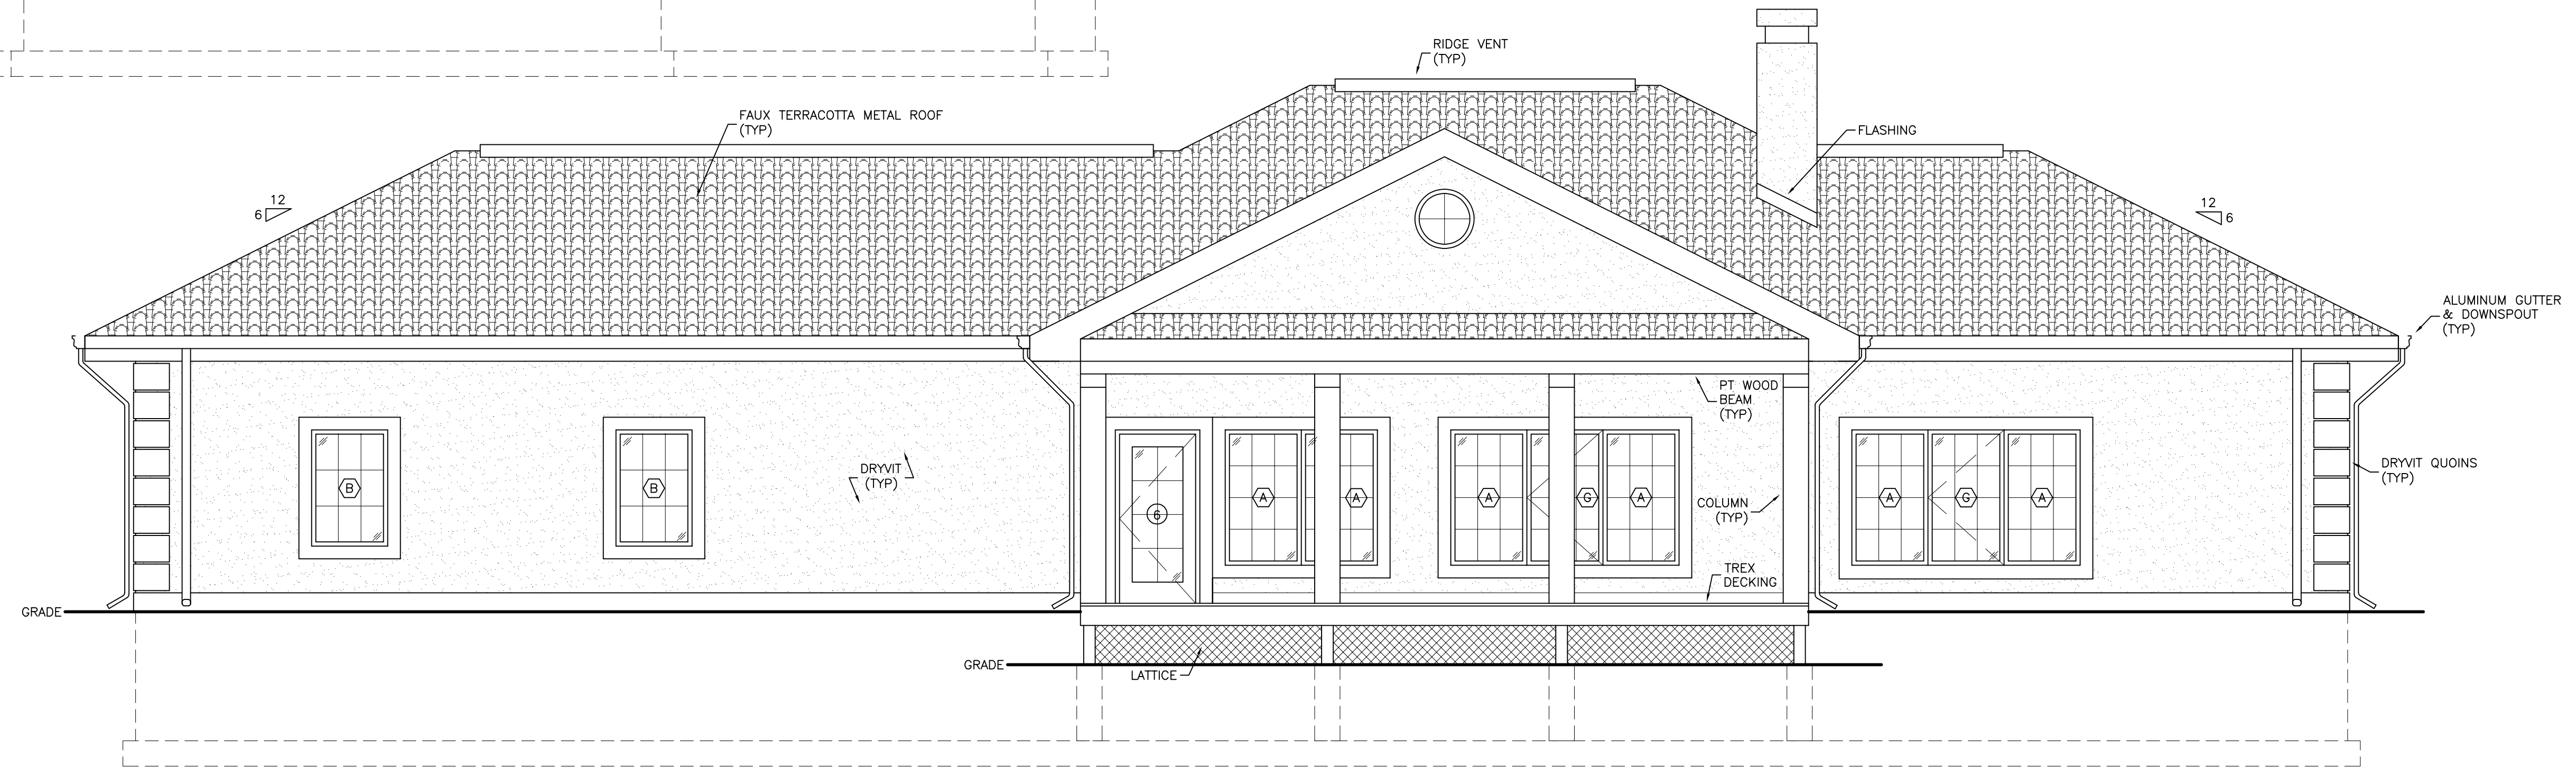 RIDGE VENT
(TYP)
FAUX TERRACOTTA METAL ROOF
(TYP)
FLASHING
12
6
12
6
ALUMINUM GUTTER
& DOWNSPOUT
(TYP)
PT WOOD
BEAM
(TYP)
DRYVIT
(TYP)
DRYVIT QUOINS
(TYP)
B
B
A
A
A
G
A
A
G
A
6
COLUMN
(TYP)
TREX
DECKING
GRADE
GRADE
LATTICE